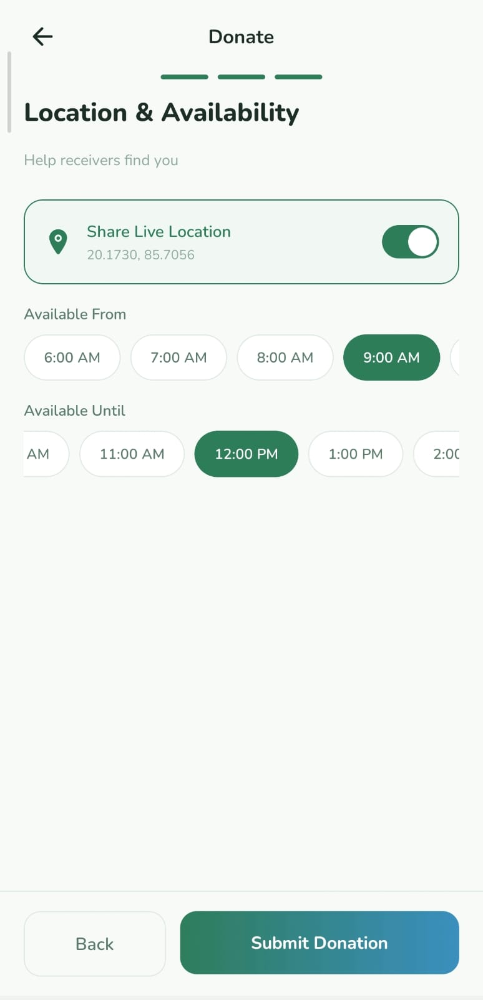 Donate
Location & Availability
Help receivers find you
Share Live Location
20.1730, 85.7056
Available From
6:00 AM 7:00 AM 8:00 AM 9:00 AM
Available Until
AM 11:00 AM 12:00 PM 1:00 PM 2:00
Back Submit Donation